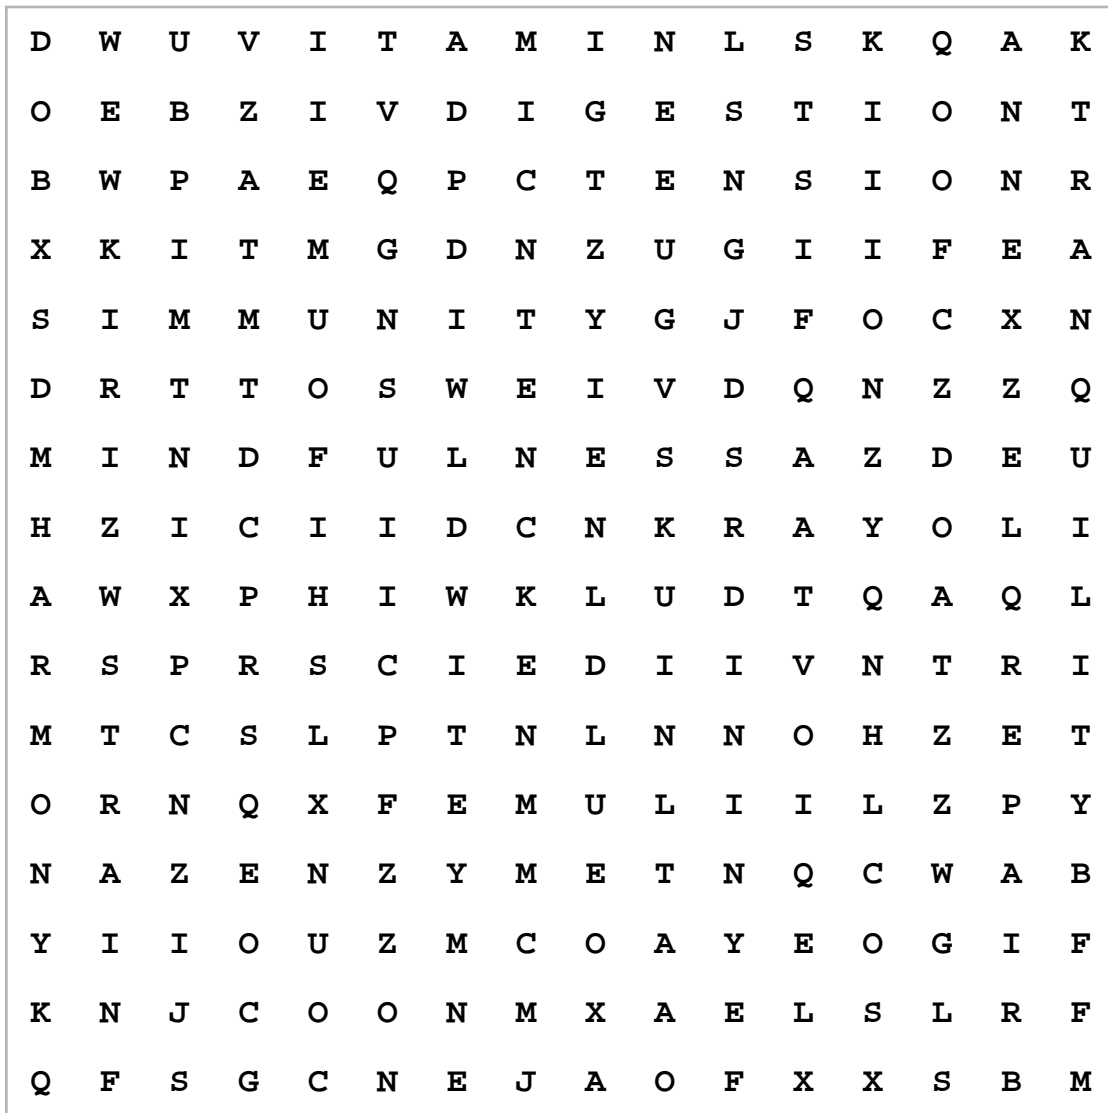 D W U V I T A M I N L S K Q A K
O E B Z I V D I G E S T I O N T
B W P A E Q P C T E N S I O N R
X K I T M G D N Z U G I I F E A
S I M M U N I T Y G J F O C X N
D R T T O S W E I V D Q N Z Z Q
M I N D F U L N E S S A Z D E U
H Z I C I I D C N K R A Y O L I
A W X P H I W K L U D T Q A Q L
R S P R S C I E D I I V N T R I
M T C S L P T N L N N O H Z E T
O R N Q X F E M U L I I L Z P Y
N A Z E N Z Y M E T N Q C W A B
Y I I O U Z M C O A Y E O G I F
K N J C O O N M X A E L S L R F
Q F S G C N E J A O F X X S B M